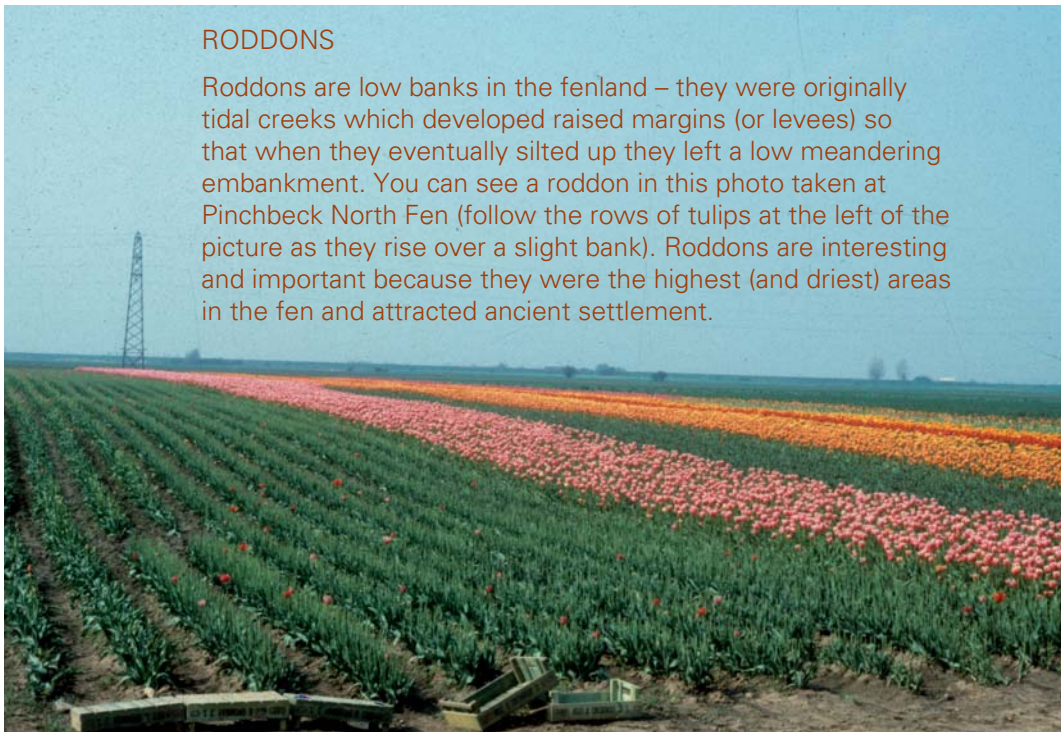 RODDONS
Roddons are low banks in the fenland – they were originally
tidal creeks which developed raised margins (or levees) so
that when they eventually silted up they left a low meandering
embankment. You can see a roddon in this photo taken at
Pinchbeck North Fen (follow the rows of tulips at the left of the
picture as they rise over a slight bank). Roddons are interesting
and important because they were the highest (and driest) areas
in the fen and attracted ancient settlement.